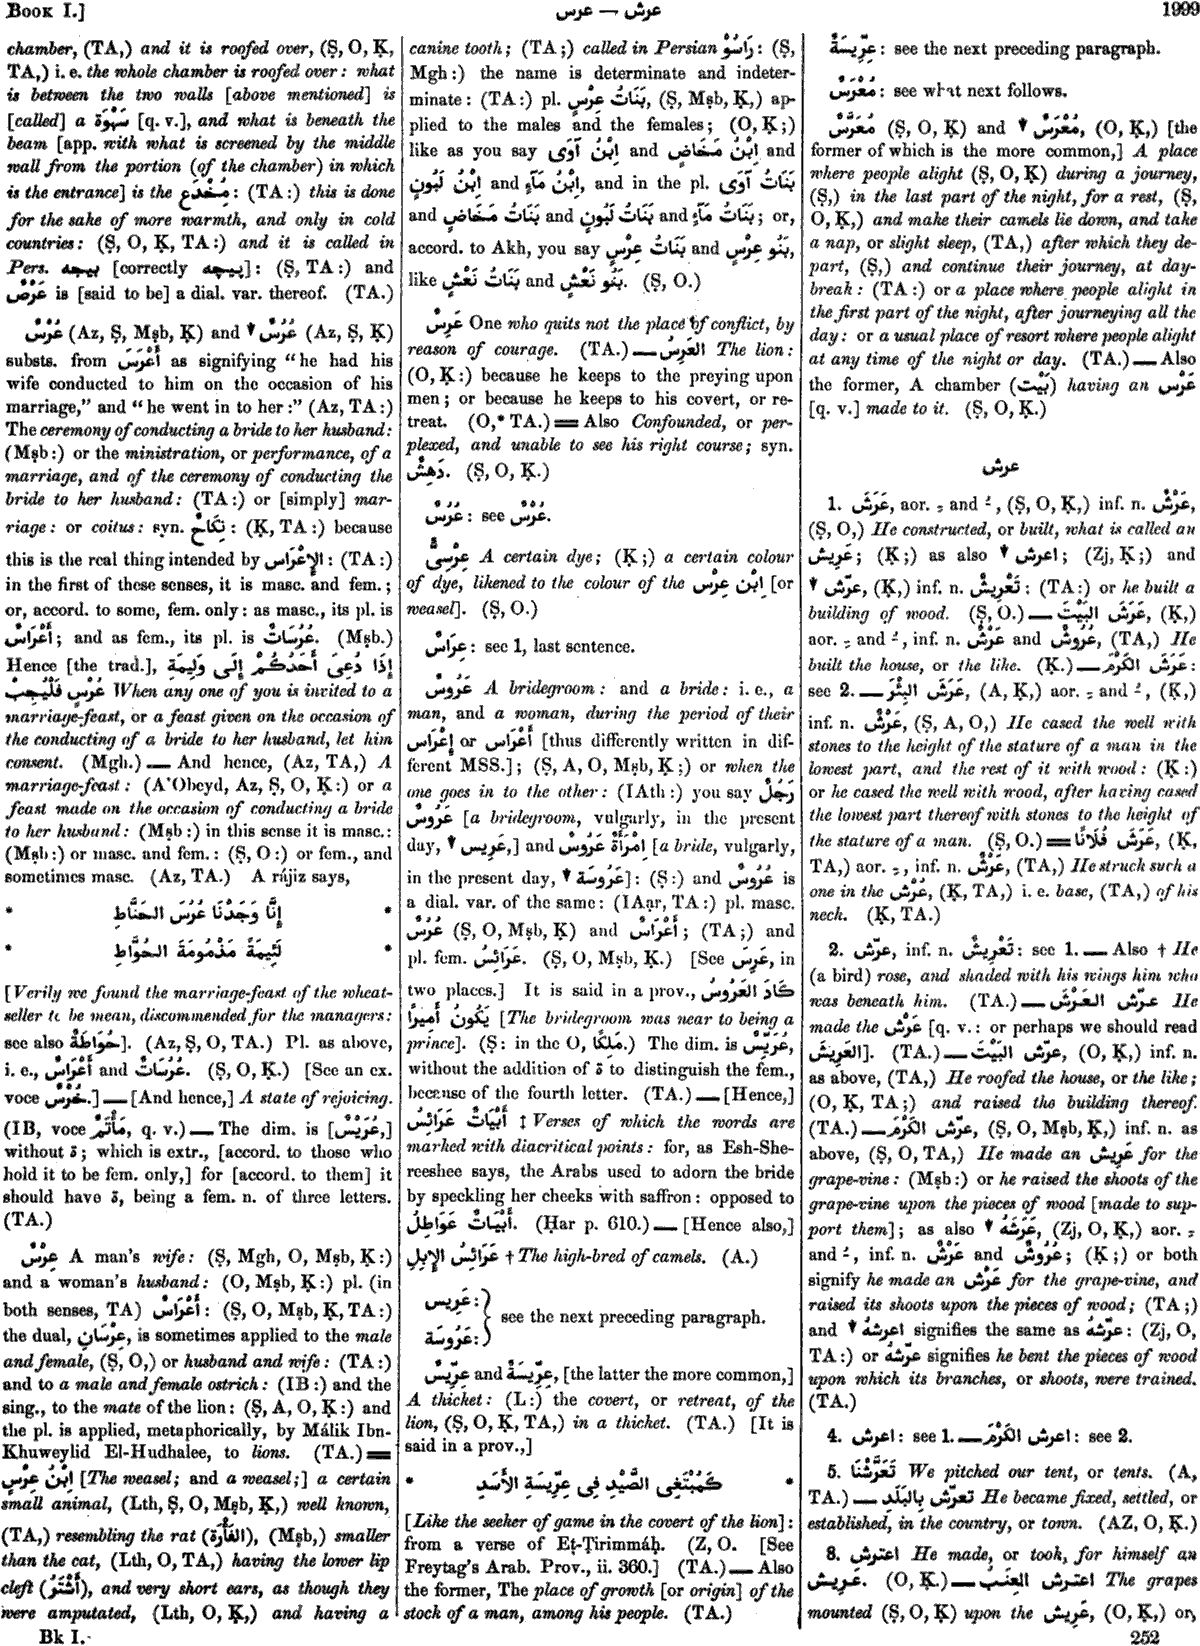 BOOK I.]
عرس — عرش
1999
chamber, (TA,) and it is roofed over, (Ṣ, O, Ḳ,
TA,) i. e. the whole chamber is roofed over: what
is between the two walls [above mentioned] is
[called] a سَهْوَة [q. v.], and what is beneath the
beam [app. with what is screened by the middle
wall from the portion (of the chamber) in which
is the entrance] is the مِخْدَع: (TA:) this is done
for the sake of more warmth, and only in cold
countries: (Ṣ, O, Ḳ, TA:) and it is called in
Pers. بيجه [correctly پيچه]: (Ṣ, TA:) and
عَرْصٌ is [said to be] a dial. var. thereof. (TA.)
عُرْسٌ (Az, Ṣ, Mṣb, Ḳ) and ↓ عُرُسٌ (Az, Ṣ, Ḳ)
substs. from أَعْرَسَ as signifying “he had his
wife conducted to him on the occasion of his
marriage,” and “he went in to her:” (Az, TA:)
The ceremony of conducting a bride to her husband:
(Mṣb:) or the ministration, or performance, of a
marriage, and of the ceremony of conducting the
bride to her husband: (TA:) or [simply] mar-
riage: or coitus: syn. نِكَاحٌ: (Ḳ, TA:) because
this is the real thing intended by الإِعْرَاس: (TA:)
in the first of these senses, it is masc. and fem.;
or, accord. to some, fem. only: as masc., its pl. is
أَعْرَاسٌ; and as fem., its pl. is عُرُسَاتٌ. (Mṣb.)
Hence [the trad.], إِذَا دُعِىَ أَحَدُكُمْ إِلَى وَلِيمَةِ
عُرْسٍ فَلْيُجِبْ When any one of you is invited to a
marriage-feast, or a feast given on the occasion of
the conducting of a bride to her husband, let him
consent. (Mgh.) — And hence, (Az, TA,) A
marriage-feast: (A'Obeyd, Az, Ṣ, O, Ḳ:) or a
feast made on the occasion of conducting a bride
to her husband: (Mṣb:) in this sense it is masc.:
(Mṣb:) or masc. and fem.: (Ṣ, O:) or fem., and
sometimes masc. (Az, TA.) A rájiz says,
* إِنَّا وَجَدْنَا عُرُسَ الحَنَّاطِ *
* لَئِيمَةً مَذْمُومَةَ الحُوَّاطِ *
[Verily we found the marriage-feast of the wheat-
seller to be mean, discommended for the managers:
see also حُوَاطَةٌ]. (Az, Ṣ, O, TA.) Pl. as above,
i. e., أَعْرَاسٌ and عُرُسَاتٌ. (Ṣ, O, Ḳ.) [See an ex.
voce خُرْسٌ.] — [And hence,] A state of rejoicing.
(IB, voce مَأْتَمٌ, q. v.) — The dim. is [عُرَيْسٌ,]
without ة; which is extr., [accord. to those who
hold it to be fem. only,] for [accord. to them] it
should have ة, being a fem. n. of three letters.
(TA.)
عِرْسٌ A man's wife: (Ṣ, Mgh, O, Mṣb, Ḳ:)
and a woman's husband: (O, Mṣb, Ḳ:) pl. (in
both senses, TA) أَعْرَاسٌ: (Ṣ, O, Mṣb, Ḳ, TA:)
the dual, عِرْسَانِ, is sometimes applied to the male
and female, (Ṣ, O,) or husband and wife: (TA:)
and to a male and female ostrich: (IB:) and the
sing., to the mate of the lion: (Ṣ, A, O, Ḳ:) and
the pl. is applied, metaphorically, by Málik Ibn-
Khuweylid El-Hudhalee, to lions. (TA.) ═
اِبْنُ عِرْسٍ [The weasel; and a weasel;] a certain
small animal, (Lth, Ṣ, O, Mṣb, Ḳ,) well known,
(TA,) resembling the rat (الفَأْرَة), (Mṣb,) smaller
than the cat, (Lth, O, TA,) having the lower lip
cleft (أَشْتَرُ), and very short ears, as though they
were amputated, (Lth, O, Ḳ,) and having a
canine tooth; (TA;) called in Persian رَاسُوْ: (Ṣ,
Mgh:) the name is determinate and indeter-
minate: (TA:) pl. بَنَاتُ عِرْسٍ, (Ṣ, Mṣb, Ḳ,) ap-
plied to the males and the females; (O, Ḳ;)
like as you say اِبْنُ آوَى and اِبْنُ مَخَاضٍ and
اِبْنُ لَبُونٍ and اِبْنُ مَآءٍ, and in the pl. بَنَاتُ آوَى
and بَنَاتُ مَخَاضٍ and بَنَاتُ لَبُونٍ and بَنَاتُ مَآءٍ; or,
accord. to Akh, you say بَنَاتُ عِرْسٍ and بَنُو عِرْسٍ,
like بَنَاتُ نَعْشٍ and بَنُو نَعْشٍ. (Ṣ, O.)
عَرِسٌ One who quits not the place of conflict, by
reason of courage. (TA.) — العَرِسُ The lion:
(O, Ḳ:) because he keeps to the preying upon
men; or because he keeps to his covert, or re-
treat. (O,* TA.) ═ Also Confounded, or per-
plexed, and unable to see his right course; syn.
دَهِشٌ. (Ṣ, O, Ḳ.)
عُرُسٌ: see عُرْسٌ.
عِرْسِىٌّ A certain dye; (Ḳ;) a certain colour
of dye, likened to the colour of the اِبْن عِرْس [or
weasel]. (Ṣ, O.)
عِرَاسٌ: see 1, last sentence.
عَرُوسٌ A bridegroom: and a bride: i. e., a
man, and a woman, during the period of their
إِعْرَاس or أَعْرَاس [thus differently written in dif-
ferent MSS.]; (Ṣ, A, O, Mṣb, Ḳ;) or when the
one goes in to the other: (IAth:) you say رَجُلٌ
عَرُوسٌ [a bridegroom, vulgarly, in the present
day, ↓ عَرِيس,] and اِمْرَأَةٌ عَرُوسٌ [a bride, vulgarly,
in the present day, ↓ عَرُوسَة]: (Ṣ:) and عُرُوسٌ is
a dial. var. of the same: (IAạr, TA:) pl. masc.
عُرُسٌ (Ṣ, O, Mṣb, Ḳ) and أَعْرَاسٌ; (TA;) and
pl. fem. عَرَائِسُ. (Ṣ, O, Mṣb, Ḳ.) [See عَرِسَ, in
two places.] It is said in a prov., كَادَ العَرُوسُ
يَكُونُ أَمِيرًا [The bridegroom was near to being a
prince]. (Ṣ: in the O, مَلِكًا.) The dim. is عُرَيِّسٌ,
without the addition of ة to distinguish the fem.,
because of the fourth letter. (TA.) — [Hence,]
أَبْيَاتٌ عَرَائِسُ ‡ Verses of which the words are
marked with diacritical points: for, as Esh-She-
reeshee says, the Arabs used to adorn the bride
by speckling her cheeks with saffron: opposed to
أَبْيَاتٌ عَوَاطِلُ. (Ḥar p. 610.) — [Hence also,]
عَرَائِسُ الإِبِلِ † The high-bred of camels. (A.)
عَرِيس:
عَرُوسَة: } see the next preceding paragraph.
عِرِّيسٌ and عِرِّيسَةٌ, [the latter the more common,]
A thicket: (L:) the covert, or retreat, of the
lion, (Ṣ, O, Ḳ, TA,) in a thicket. (TA.) [It is
said in a prov.,]
* كَمُبْتَغِى الصَّيْدِ فِى عِرِّيسَةِ الأَسَدِ *
[Like the seeker of game in the covert of the lion]:
from a verse of Eṭ-Ṭirimmáḥ. (Z, O. [See
Freytag's Arab. Prov., ii. 360.] (TA.) — Also
the former, The place of growth [or origin] of the
stock of a man, among his people. (TA.)
عِرِّيسَةٌ: see the next preceding paragraph.
مُعْرَسٌ: see what next follows.
مُعَرَّسٌ (Ṣ, O, Ḳ) and ↓ مُعْرَسٌ, (O, Ḳ,) [the
former of which is the more common,] A place
where people alight (Ṣ, O, Ḳ) during a journey,
(Ṣ,) in the last part of the night, for a rest, (Ṣ,
O, Ḳ,) and make their camels lie down, and take
a nap, or slight sleep, (TA,) after which they de-
part, (Ṣ,) and continue their journey, at day-
break: (TA:) or a place where people alight in
the first part of the night, after journeying all the
day: or a usual place of resort where people alight
at any time of the night or day. (TA.) — Also
the former, A chamber (بَيْت) having an عَرْس
[q. v.] made to it. (Ṣ, O, Ḳ.)
عرش
1. عَرَشَ, aor. ـِ and ـُ, (Ṣ, O, Ḳ,) inf. n. عَرْشٌ,
(Ṣ, O,) He constructed, or built, what is called an
عَرِيش; (Ḳ;) as also ↓ اعرش; (Zj, Ḳ;) and
↓ عرّش, (Ḳ,) inf. n. تَعْرِيشٌ: (TA:) or he built a
building of wood. (Ṣ, O.) — عَرَشَ البَيْتَ, (Ḳ,)
aor. ـِ and ـُ, inf. n. عَرْشٌ and عُرُوشٌ, (TA,) He
built the house, or the like. (Ḳ.) — عَرَشَ الكَرْمَ:
see 2. — عَرَشَ البِئْرَ, (A, Ḳ,) aor. ـِ and ـُ, (Ḳ,)
inf. n. عَرْشٌ, (Ṣ, A, O,) He cased the well with
stones to the height of the stature of a man in the
lowest part, and the rest of it with wood: (Ḳ:)
or he cased the well with wood, after having cased
the lowest part thereof with stones to the height of
the stature of a man. (Ṣ, O.) ═ عَرَشَ فُلَانًا, (Ḳ,
TA,) aor. ـِ, inf. n. عَرْشٌ, (TA,) He struck such a
one in the عُرْش, (Ḳ, TA,) i. e. base, (TA,) of his
neck. (Ḳ, TA.)
2. عرّش, inf. n. تَعْرِيشٌ: see 1. — Also † He
(a bird) rose, and shaded with his wings him who
was beneath him. (TA.) — عرّش العَرْشَ He
made the عَرْش [q. v.: or perhaps we should read
العَرِيشَ]. (TA.) — عرّش البَيْتَ, (O, Ḳ,) inf. n.
as above, (TA,) He roofed the house, or the like;
(O, Ḳ, TA;) and raised the building thereof.
(TA.) — عرّش الكَرْمَ, (Ṣ, O, Mṣb, Ḳ,) inf. n. as
above, (Ṣ, O, TA,) He made an عَرِيش for the
grape-vine: (Mṣb:) or he raised the shoots of the
grape-vine upon the pieces of wood [made to sup-
port them]; as also ↓ عَرَشَهُ, (Zj, O, Ḳ,) aor. ـِ
and ـُ, inf. n. عَرْشٌ and عُرُوشٌ; (Ḳ;) or both
signify he made an عَرْش for the grape-vine, and
raised its shoots upon the pieces of wood; (TA;)
and ↓ اعرشهُ signifies the same as عرّشهُ: (Zj, O,
TA:) or عرّشهُ signifies he bent the pieces of wood
upon which its branches, or shoots, were trained.
(TA.)
4. اعرش: see 1. — اعرش الكَرْمَ: see 2.
5. تَعَرَّشْنَا We pitched our tent, or tents. (A,
TA.) — تعرّش بِالبَلَدِ He became fixed, settled, or
established, in the country, or town. (AZ, O, Ḳ.)
8. اعترش He made, or took, for himself an
عَرِيش. (O, Ḳ.) — اعترش العِنَبُ The grapes
mounted (Ṣ, O, Ḳ) upon the عَرِيش, (O, Ḳ,) or,
Bk I.
252